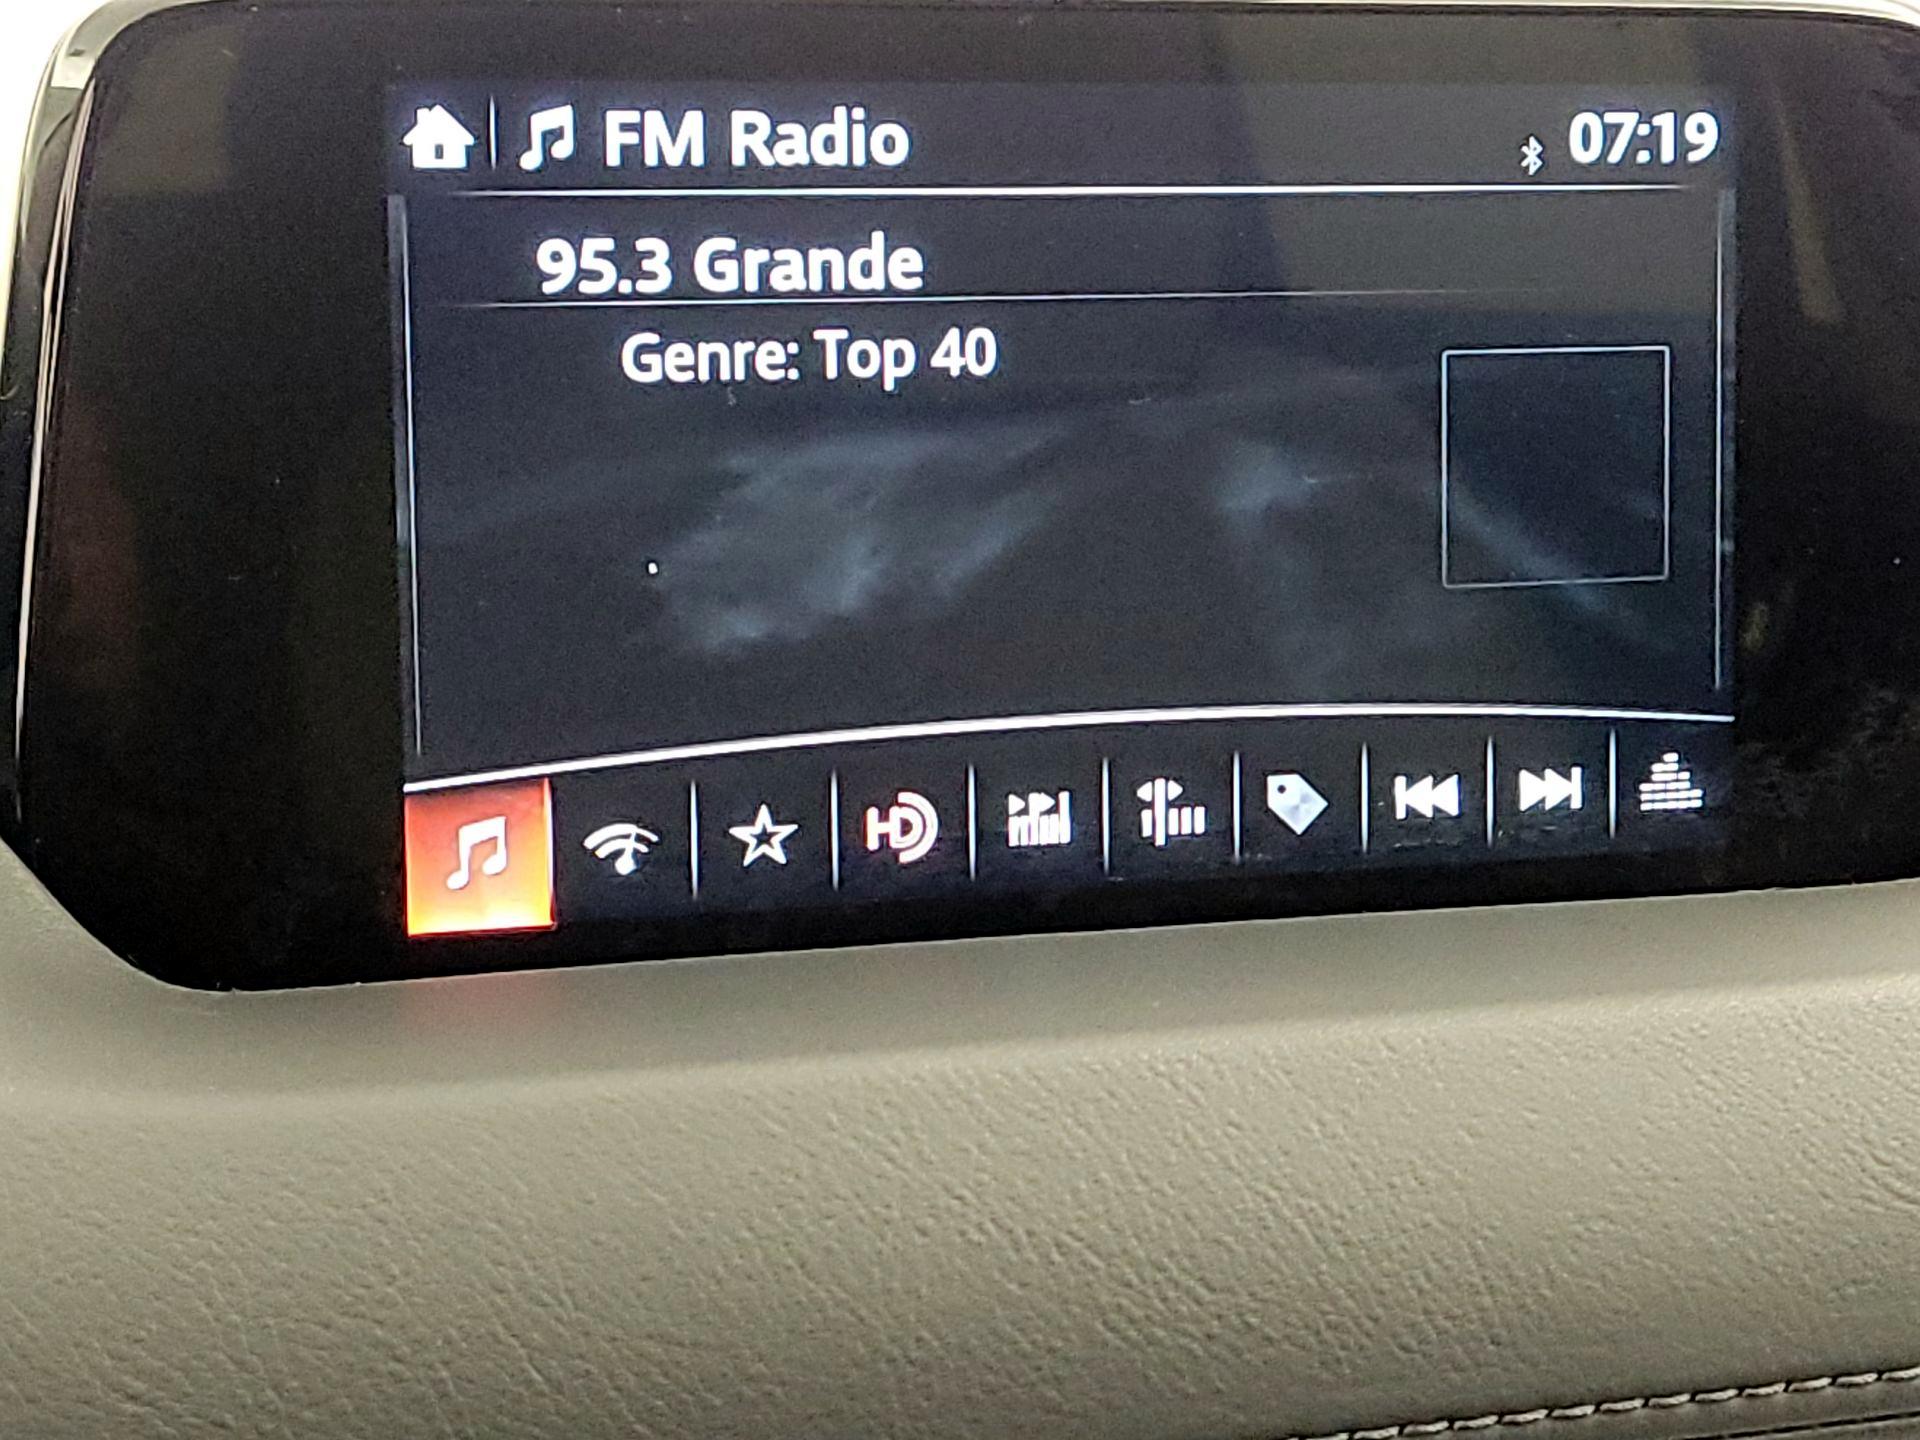 FM Radio
07:19
95.3 Grande
Genre: Top 40
HD